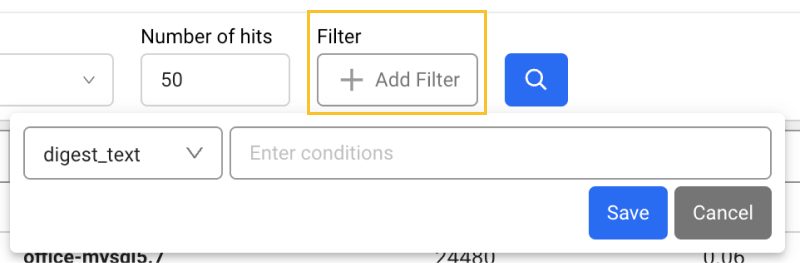 Number of hits Filter
50 Add Filter
digest_text Enter conditions
Save Cancel
office-mysql5.7 24480 0.06